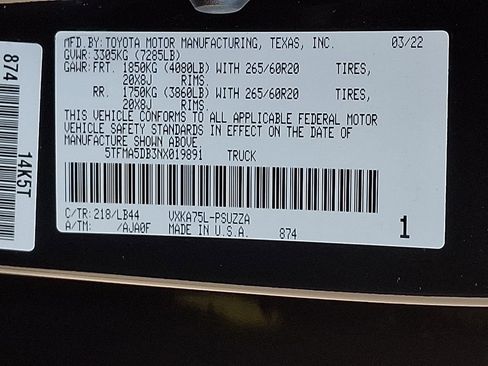 MFD.BY:TOYOTA MOTOR MANUFACTURING, TEXAS, INC. 03/22
GVWR:3305KG (7285LB)
GAWR:FRT. 1850KG (4080LB) WITH 265/60R20 TIRES,
20X8J RIMS.
RR. 1750KG (3860LB) WITH 265/60R20 TIRES,
20X8J RIMS.
THIS VEHICLE CONFORMS TO ALL APPLICABLE FEDERAL MOTOR
VEHICLE SAFETY STANDARDS IN EFFECT ON THE DATE OF
MANUFACTURE SHOWN ABOVE.
5TFMA5DB3NX019891 TRUCK
C/TR:218/LB44 VXKA75L-PSUZZA
A/TM: /AJA0F MADE IN U.S.A. 874 1
874
14K5T